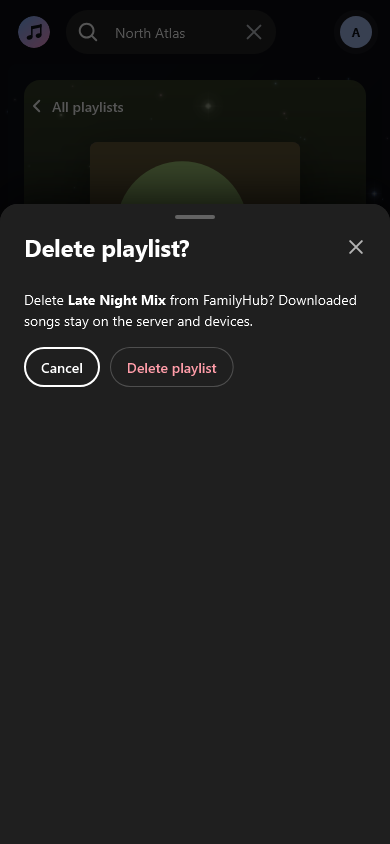 North Atlas
A
All playlists
Delete playlist?
Delete Late Night Mix from FamilyHub? Downloaded
songs stay on the server and devices.
Cancel
Delete playlist